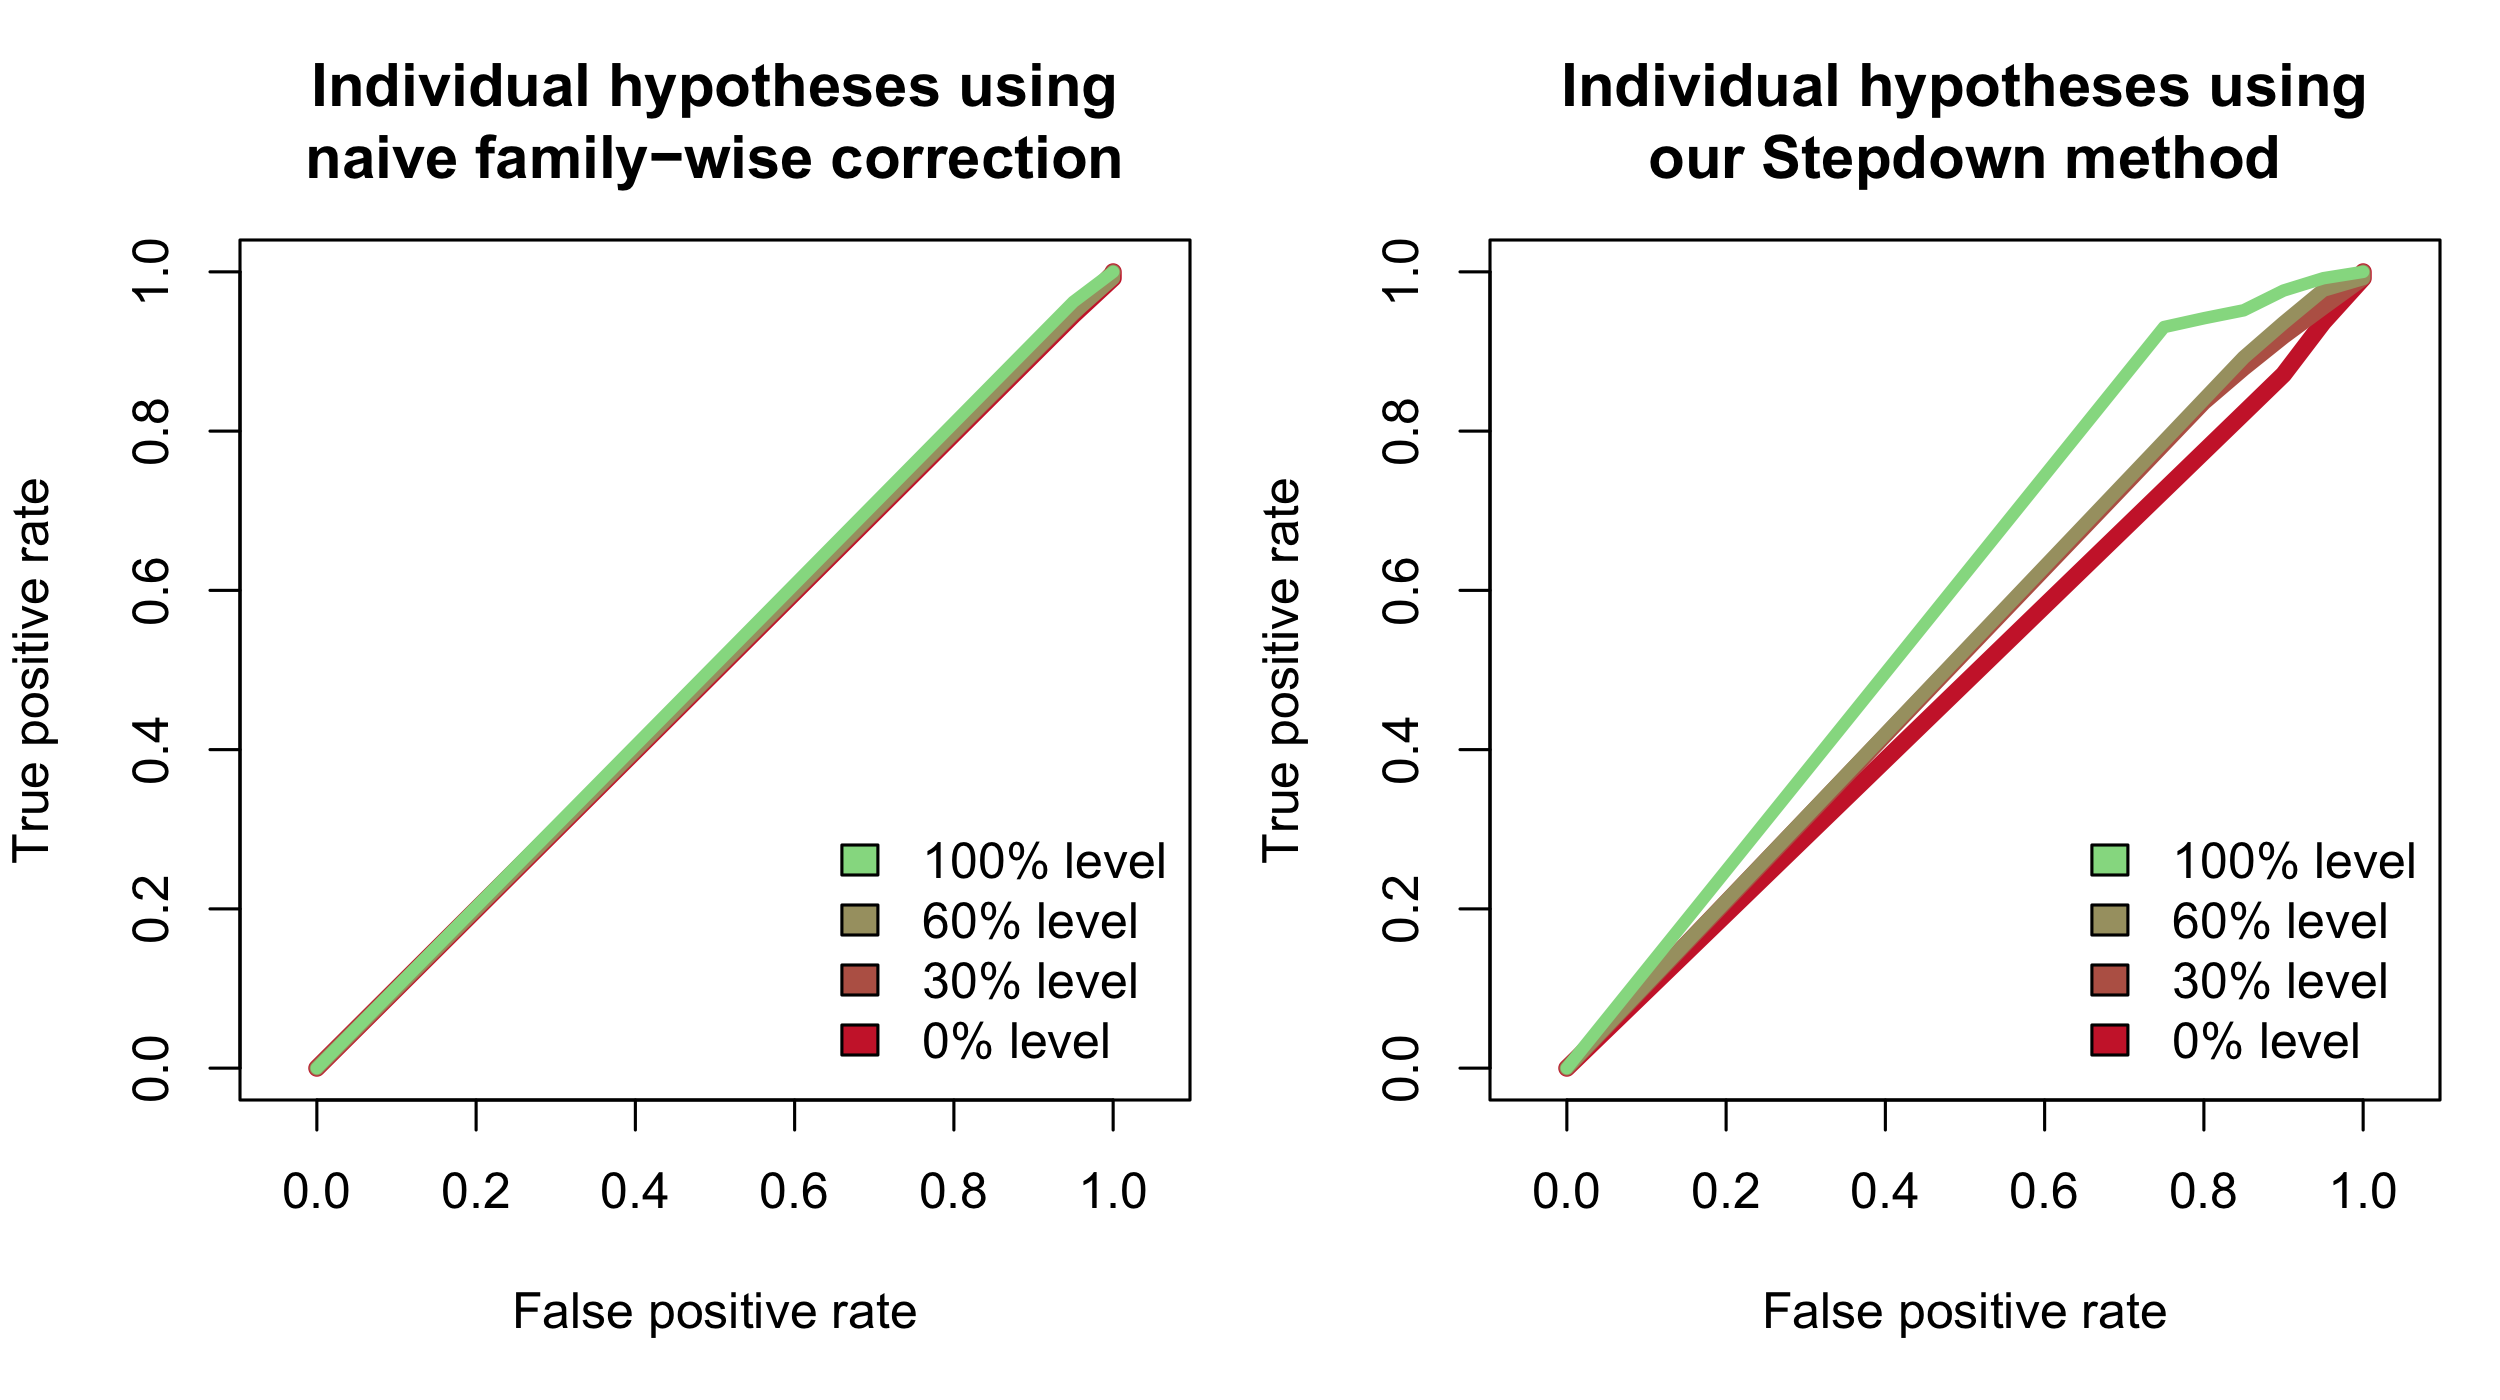 Individual hypotheses using
naive family−wise correction
True positive rate
1.0
0.8
0.6
0.4
0.2
0.0
100% level
60% level
30% level
0% level
0.0 0.2 0.4 0.6 0.8 1.0
False positive rate
Individual hypotheses using
our Stepdown method
True positive rate
1.0
0.8
0.6
0.4
0.2
0.0
100% level
60% level
30% level
0% level
0.0 0.2 0.4 0.6 0.8 1.0
False positive rate